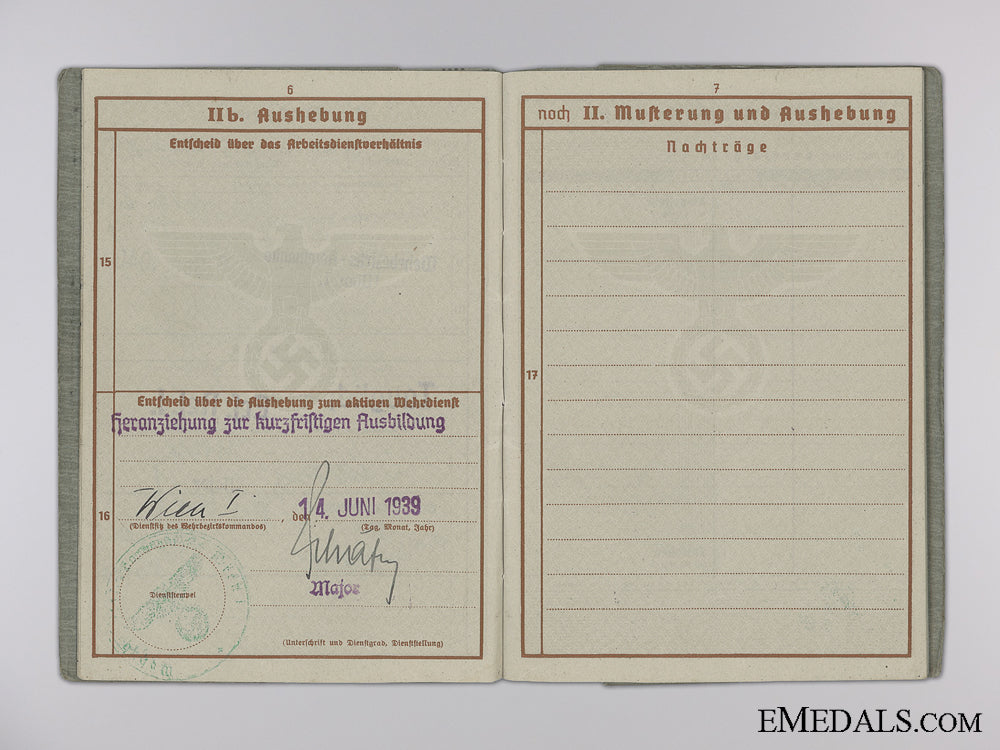 6
IIb. Aushebung
Entscheid über das Arbeitsdienstverhältnis
15
Entscheid über die Aushebung zum aktiven Wehrdienst
Heranziehung zur kurzfristigen Ausbildung
16
Wien I
den 14. JUNI 1939
(Dienstsitz des Wehrbezirkskommandos)
(Tag, Monat, Jahr)
Major
Dienststempel
(Unterschrift und Dienstgrad, Dienststellung)
7
noch II. Musterung und Aushebung
Nachträge
17
EMEDALS.COM